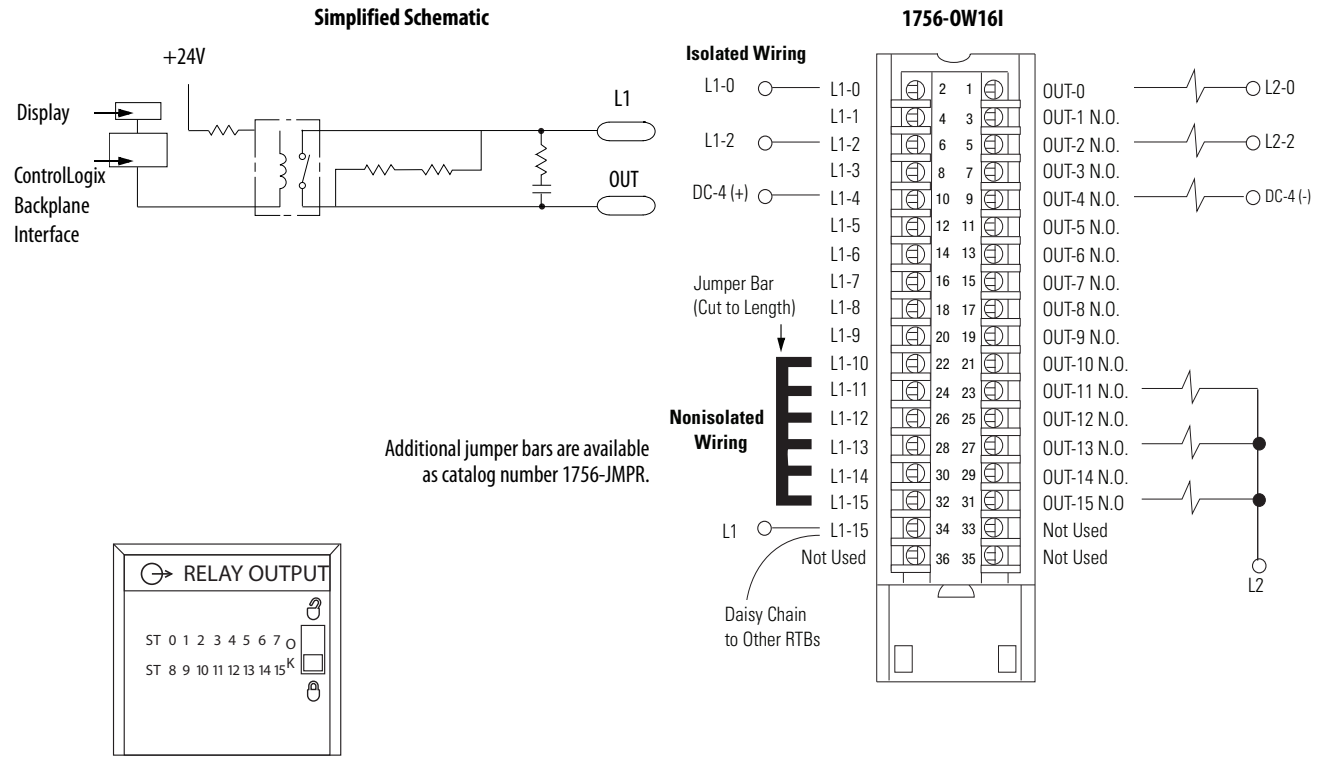 Simplified Schematic
+24V
Display
ControlLogix
Backplane
Interface
L1
OUT
Additional jumper bars are available
as catalog number 1756-JMPR.
RELAY OUTPUT
ST 0 1 2 3 4 5 6 7 O
ST 8 9 10 11 12 13 14 15 K
1756-OW16I
Isolated Wiring
L1-0 L1-0 2 1 OUT-0 L2-0
L1-1 4 3 OUT-1 N.O.
L1-2 L1-2 6 5 OUT-2 N.O. L2-2
L1-3 8 7 OUT-3 N.O.
DC-4 (+) L1-4 10 9 OUT-4 N.O. DC-4 (-)
L1-5 12 11 OUT-5 N.O.
L1-6 14 13 OUT-6 N.O.
L1-7 16 15 OUT-7 N.O.
L1-8 18 17 OUT-8 N.O.
L1-9 20 19 OUT-9 N.O.
L1-10 22 21 OUT-10 N.O.
L1-11 24 23 OUT-11 N.O.
L1-12 26 25 OUT-12 N.O.
L1-13 28 27 OUT-13 N.O.
L1-14 30 29 OUT-14 N.O.
L1-15 32 31 OUT-15 N.O
L1 L1-15 34 33 Not Used
Not Used 36 35 Not Used
L2
Jumper Bar
(Cut to Length)
Nonisolated
Wiring
Daisy Chain
to Other RTBs